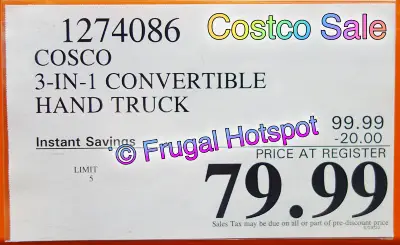 Costco Sale
1274086
COSCO
3-IN-1 CONVERTIBLE
HAND TRUCK
99.99
Instant Savings -20.00
© Frugal Hotspot
PRICE AT REGISTER
LIMIT
5
79.99
Sales Tax may be due on all or part of pre-discount price